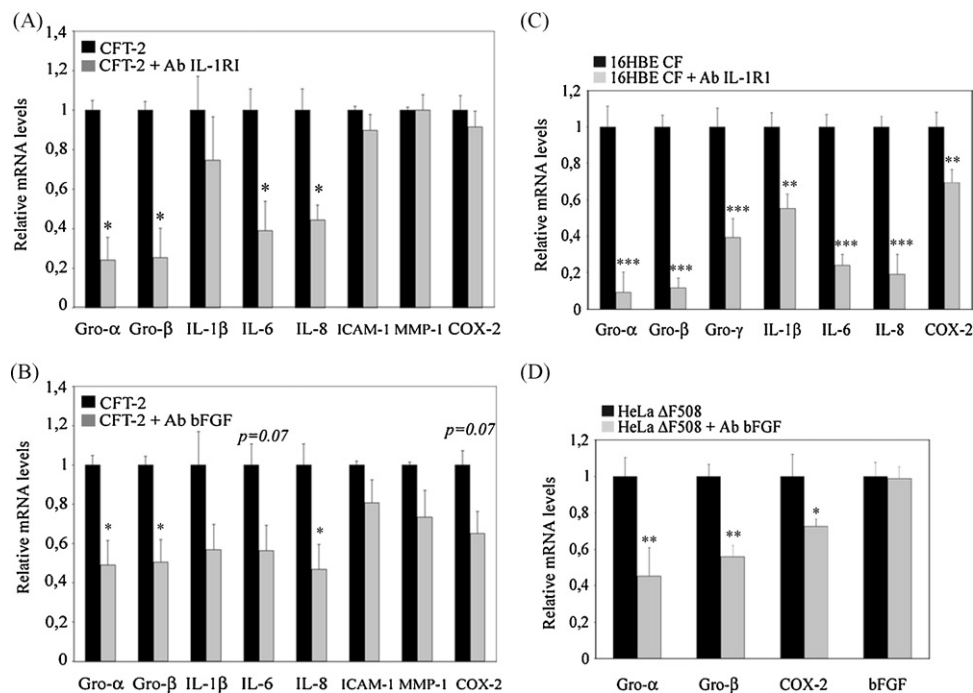 (A)
1,4
1,2
1
0,8
0,6
0,4
0,2
0
Relative mRNA levels
CFT-2
CFT-2 + Ab IL-1RI
*
*
*
*
Gro-α Gro-β IL-1β IL-6 IL-8 ICAM-1 MMP-1 COX-2
(B)
1,4
1,2
1
0,8
0,6
0,4
0,2
0
Relative mRNA levels
CFT-2
CFT-2 + Ab bFGF
p=0.07
p=0.07
*
*
*
Gro-α Gro-β IL-1β IL-6 IL-8 ICAM-1 MMP-1 COX-2
(C)
16HBE CF
16HBE CF + Ab IL-1R1
1,2
1
0,8
0,6
0,4
0,2
0
Relative mRNA levels
***
***
***
**
***
***
**
Gro-α Gro-β Gro-γ IL-1β IL-6 IL-8 COX-2
(D)
HeLa ΔF508
HeLa ΔF508 + Ab bFGF
1,2
1
0,8
0,6
0,4
0,2
0
Relative mRNA levels
**
**
*
Gro-α Gro-β COX-2 bFGF